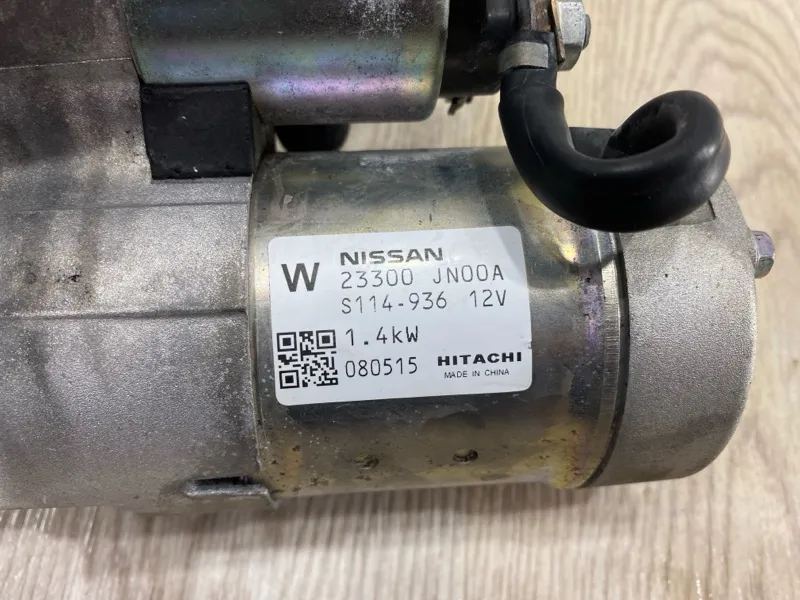 W NISSAN
23300 JN00A
S114-936 12V
1.4kW
080515 HITACHI
MADE IN CHINA